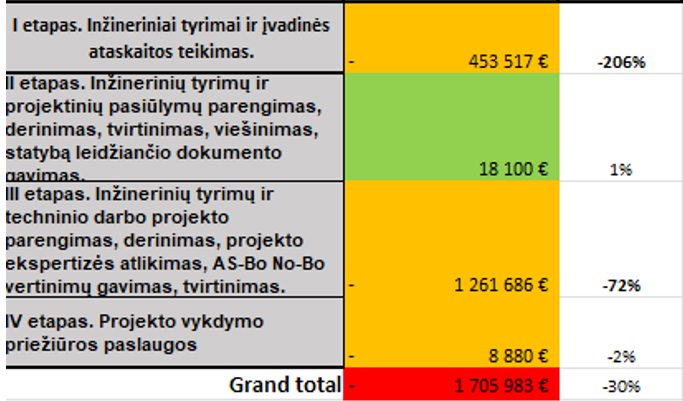 I etapas. Inžineriniai tyrimai ir įvadinės
ataskaitos teikimas.
- 453 517 € -206%
II etapas. Inžinerinių tyrimų ir
projektinių pasiūlymų parengimas,
derinimas, tvirtinimas, viešinimas,
statybą leidžiančio dokumento
gavimas.
18 100 € 1%
III etapas. Inžinerinių tyrimų ir
techninio darbo projekto
parengimas, derinimas, projekto
ekspertizės atlikimas, AS-Bo No-Bo
vertinimų gavimas, tvirtinimas.
- 1 261 686 € -72%
IV etapas. Projekto vykdymo
priežiūros paslaugos
- 8 880 € -2%
Grand total - 1 705 983 € -30%